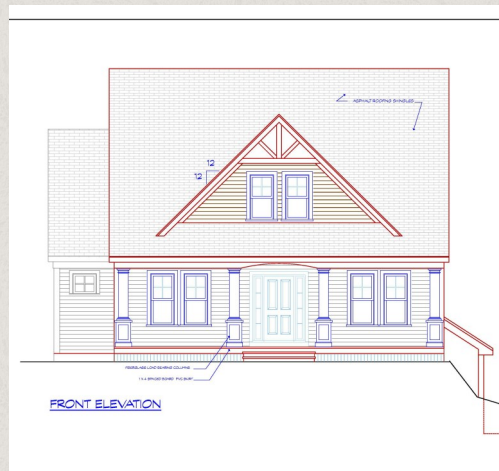 ASPHALT ROOFING SHINGLES
12
12
FIBERGLASS LOAD BEARING COLUMNS
FRONT ELEVATION